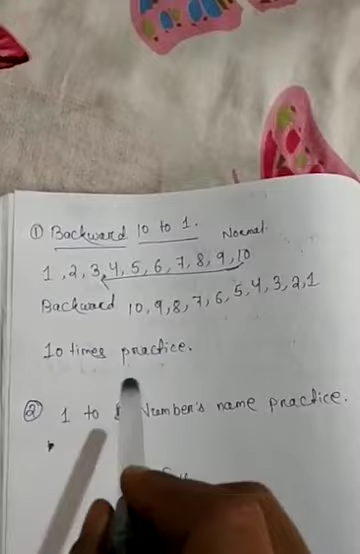 ① Backward 10 to 1. Normal.
1, 2, 3, 4, 5, 6, 7, 8, 9, 10
Backward 10, 9, 8, 7, 6, 5, 4, 3, 2, 1
10 times practice.
② 1 to Number's name practice.